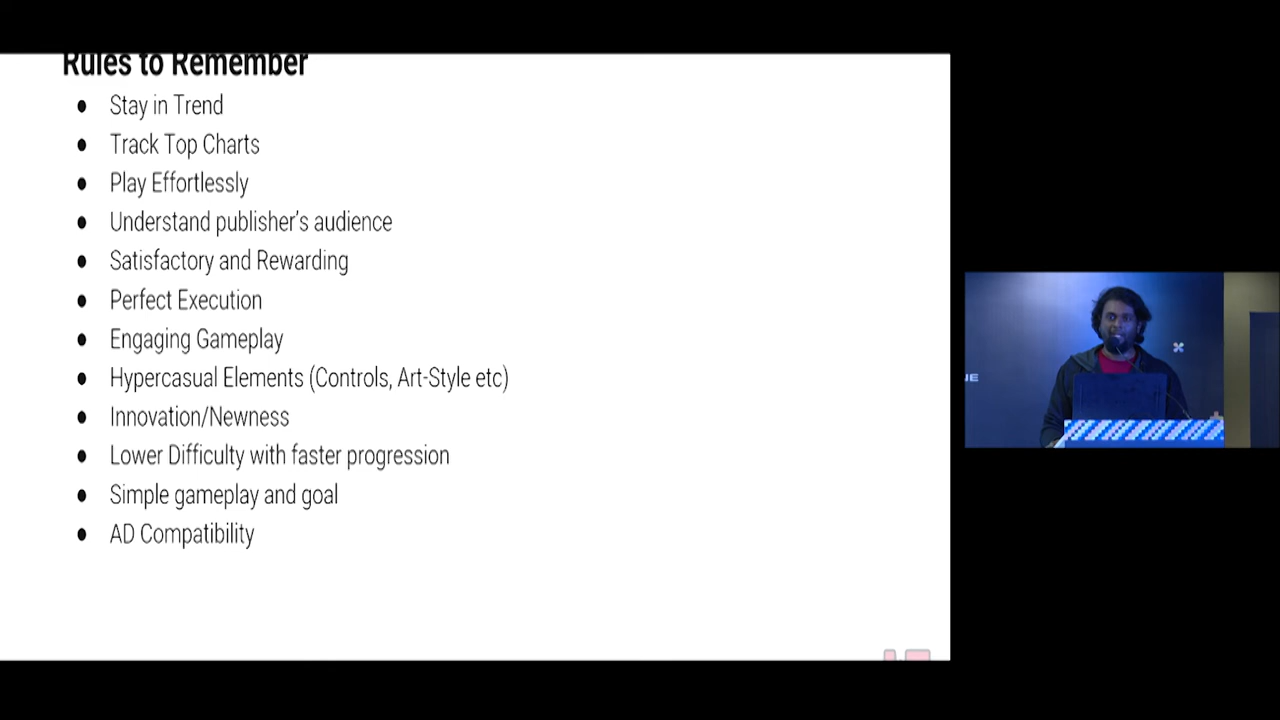 Rules to Remember
● Stay in Trend
● Track Top Charts
● Play Effortlessly
● Understand publisher's audience
● Satisfactory and Rewarding
● Perfect Execution
● Engaging Gameplay
● Hypercasual Elements (Controls, Art-Style etc)
● Innovation/Newness
● Lower Difficulty with faster progression
● Simple gameplay and goal
● AD Compatibility